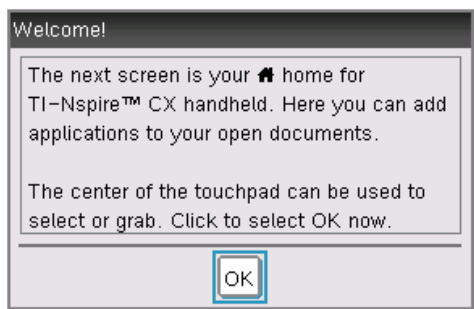 Welcome!
The next screen is your home for
TI-Nspire™ CX handheld. Here you can add
applications to your open documents.
The center of the touchpad can be used to
select or grab. Click to select OK now.
OK